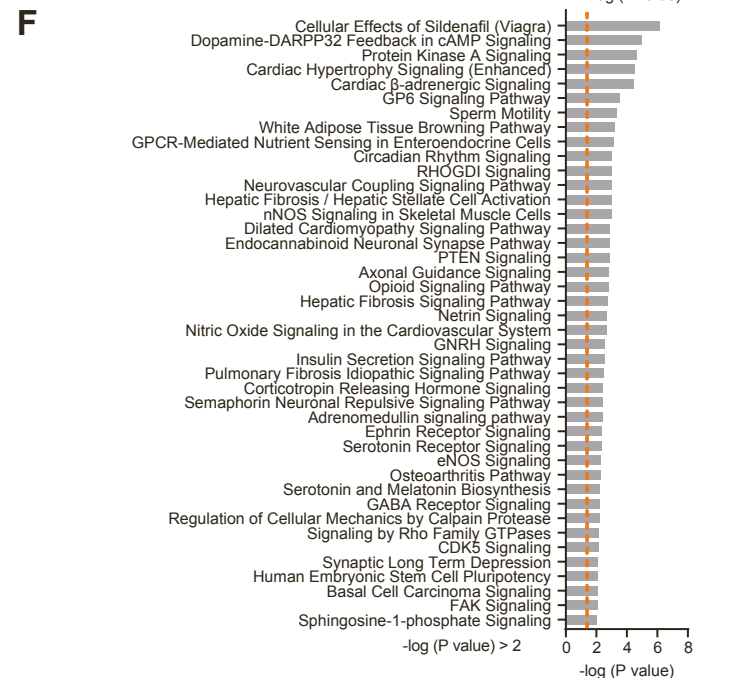 F
Cellular Effects of Sildenafil (Viagra)
Dopamine-DARPP32 Feedback in cAMP Signaling
Protein Kinase A Signaling
Cardiac Hypertrophy Signaling (Enhanced)
Cardiac β-adrenergic Signaling
GP6 Signaling Pathway
Sperm Motility
White Adipose Tissue Browning Pathway
GPCR-Mediated Nutrient Sensing in Enteroendocrine Cells
Circadian Rhythm Signaling
RHOGDI Signaling
Neurovascular Coupling Signaling Pathway
Hepatic Fibrosis / Hepatic Stellate Cell Activation
nNOS Signaling in Skeletal Muscle Cells
Dilated Cardiomyopathy Signaling Pathway
Endocannabinoid Neuronal Synapse Pathway
PTEN Signaling
Axonal Guidance Signaling
Opioid Signaling Pathway
Hepatic Fibrosis Signaling Pathway
Netrin Signaling
Nitric Oxide Signaling in the Cardiovascular System
GNRH Signaling
Insulin Secretion Signaling Pathway
Pulmonary Fibrosis Idiopathic Signaling Pathway
Corticotropin Releasing Hormone Signaling
Semaphorin Neuronal Repulsive Signaling Pathway
Adrenomedullin signaling pathway
Ephrin Receptor Signaling
Serotonin Receptor Signaling
eNOS Signaling
Osteoarthritis Pathway
Serotonin and Melatonin Biosynthesis
GABA Receptor Signaling
Regulation of Cellular Mechanics by Calpain Protease
Signaling by Rho Family GTPases
CDK5 Signaling
Synaptic Long Term Depression
Human Embryonic Stem Cell Pluripotency
Basal Cell Carcinoma Signaling
FAK Signaling
Sphingosine-1-phosphate Signaling
-log (P value) > 2
0 2 4 6 8
-log (P value)